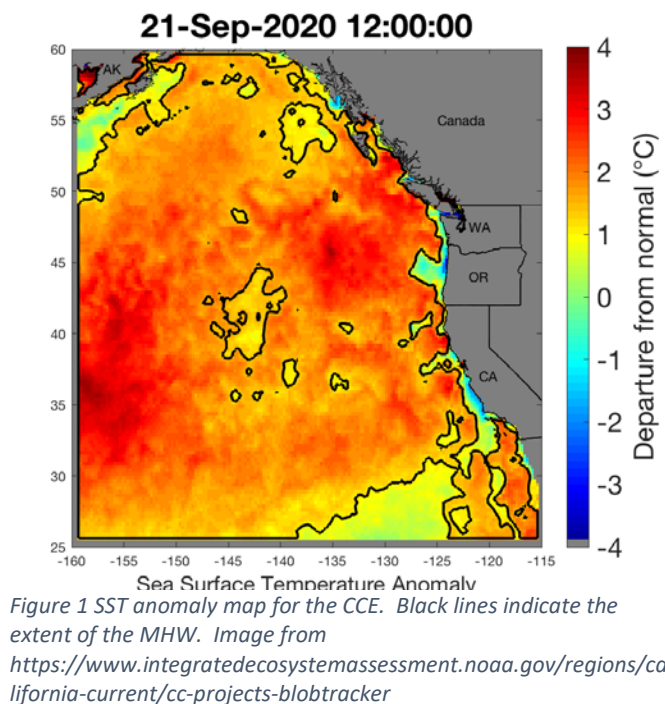 21-Sep-2020 12:00:00
60
55
50
45
40
35
30
25
AK
Canada
WA
OR
CA
-160
-155
-150
-145
-140
-135
-130
-125
-120
-115
Sea Surface Temperature Anomaly
4
3
2
1
0
-1
-2
-3
-4
Departure from normal (°C)
Figure 1 SST anomaly map for the CCE.  Black lines indicate the
extent of the MHW.  Image from
https://www.integratedecosystemassessment.noaa.gov/regions/ca
lifornia-current/cc-projects-blobtracker